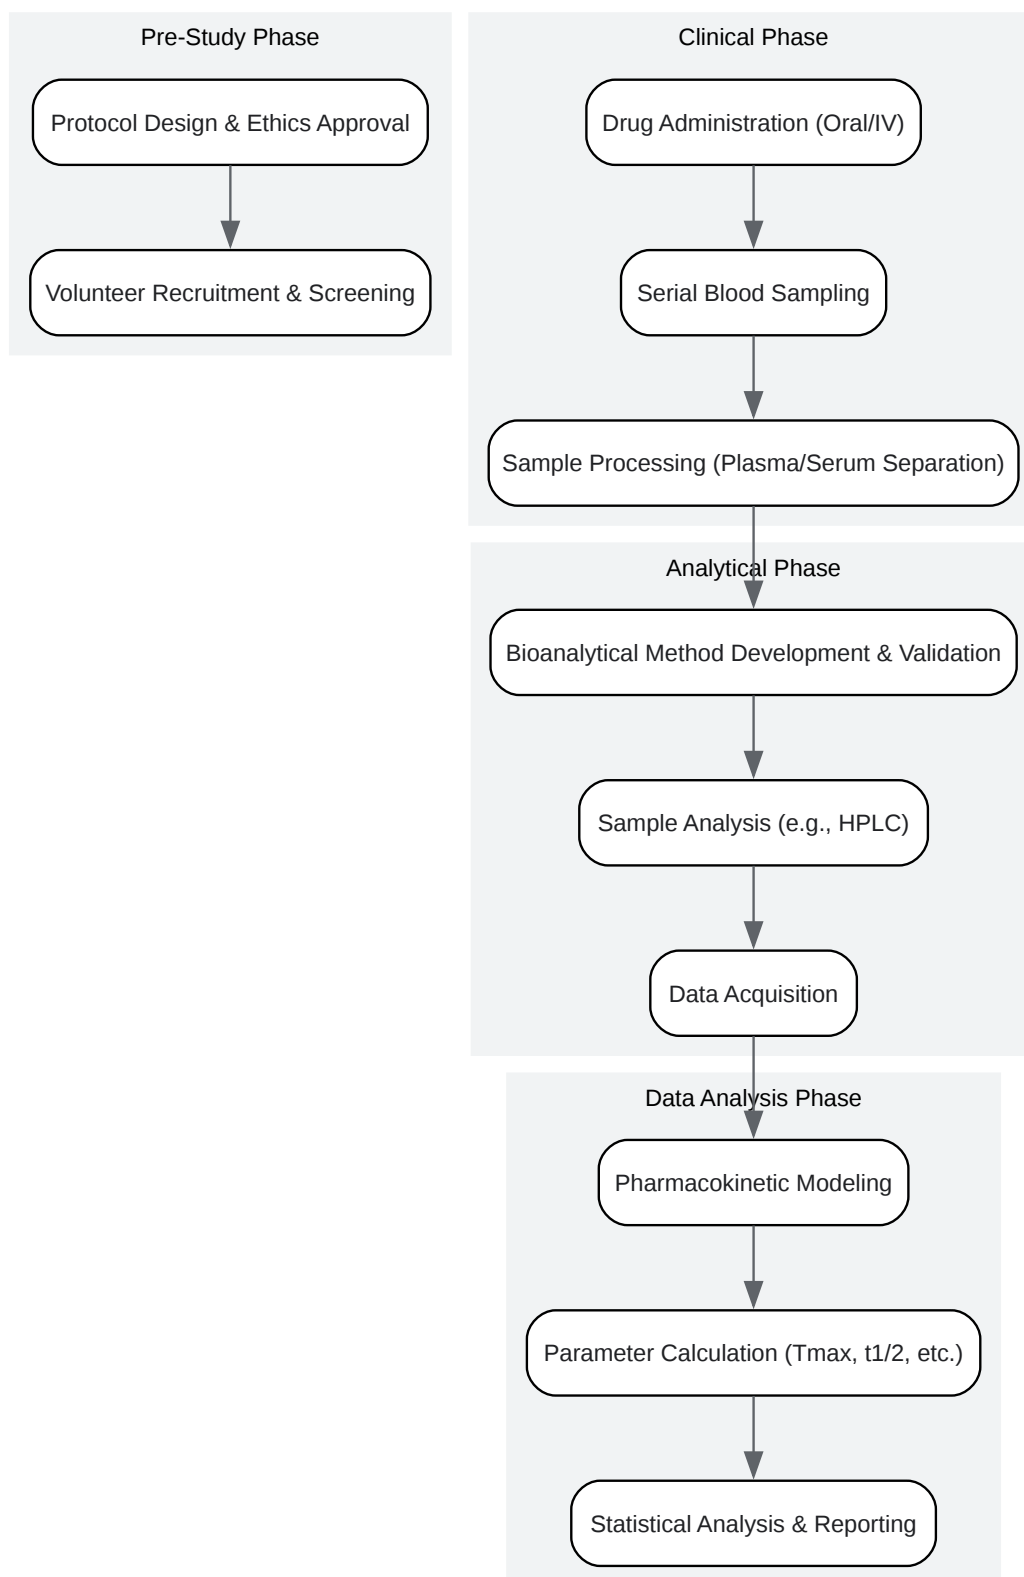 Pre-Study Phase
Protocol Design & Ethics Approval
Volunteer Recruitment & Screening
Clinical Phase
Drug Administration (Oral/IV)
Serial Blood Sampling
Sample Processing (Plasma/Serum Separation)
Analytical Phase
Bioanalytical Method Development & Validation
Sample Analysis (e.g., HPLC)
Data Acquisition
Data Analysis Phase
Pharmacokinetic Modeling
Parameter Calculation (Tmax, t1/2, etc.)
Statistical Analysis & Reporting